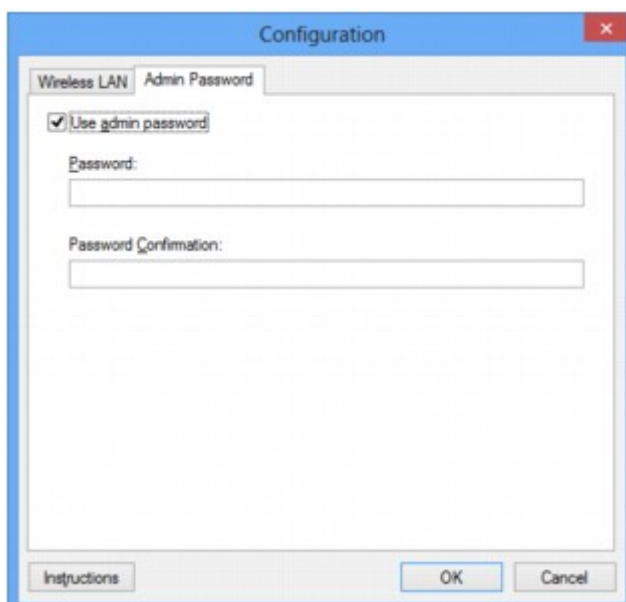 Configuration
Wireless LAN Admin Password
Use admin password
Password:
Password Confirmation:
Instructions OK Cancel